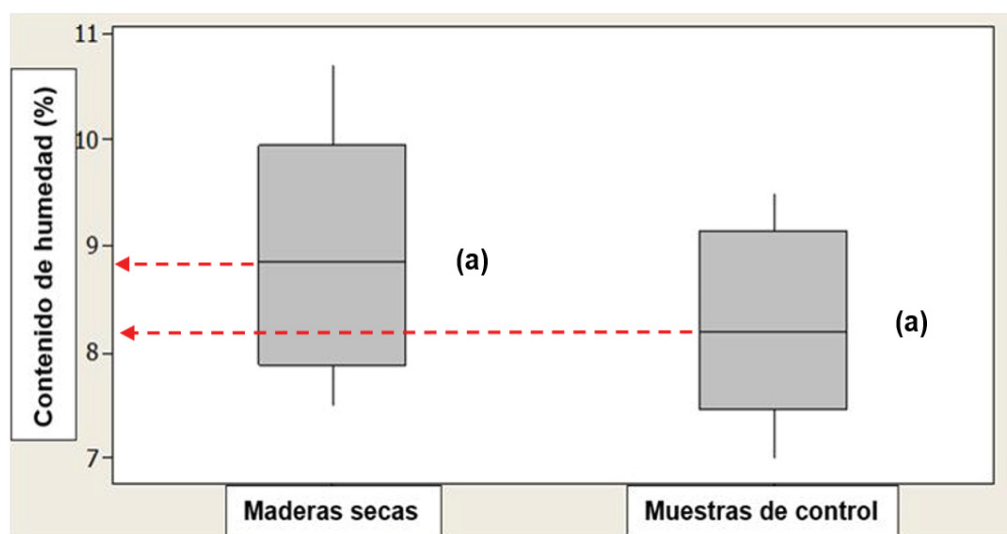 Contenido de humedad (%)
11
10
9
8
7
(a)
(a)
Maderas secas
Muestras de control